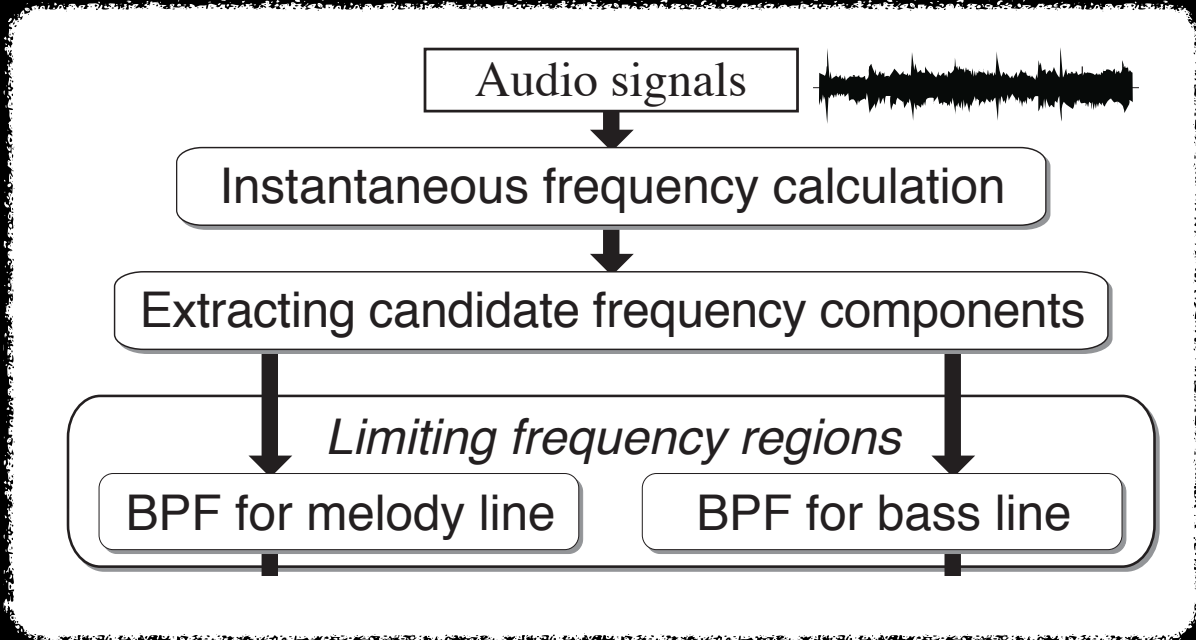 Audio signals
Instantaneous frequency calculation
Extracting candidate frequency components
Limiting frequency regions
BPF for melody line
BPF for bass line